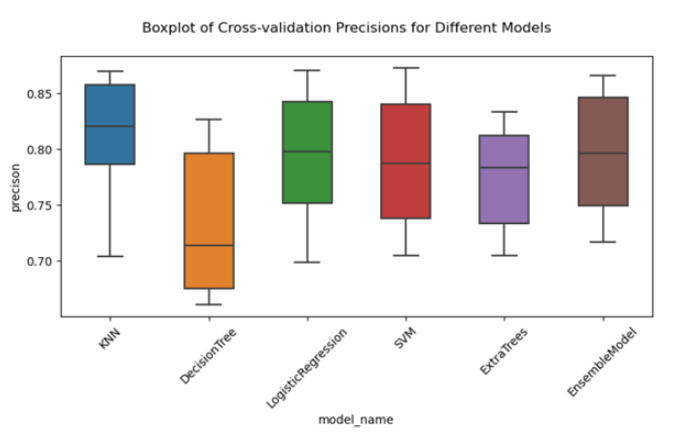 Boxplot of Cross-validation Precisions for Different Models
precison
0.85
0.80
0.75
0.70
KNN
DecisionTree
LogisticRegression
SVM
ExtraTrees
EnsembleModel
model_name